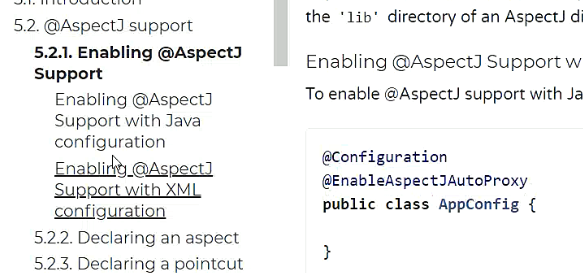 5.1. Introduction
5.2. @AspectJ support
5.2.1. Enabling @AspectJ
Support
Enabling @AspectJ
Support with Java
configuration
Enabling @AspectJ
Support with XML
configuration
5.2.2. Declaring an aspect
5.2.3. Declaring a pointcut
the 'lib' directory of an AspectJ di
Enabling @AspectJ Support w
To enable @AspectJ support with Ja
@Configuration
@EnableAspectJAutoProxy
public class AppConfig {
}